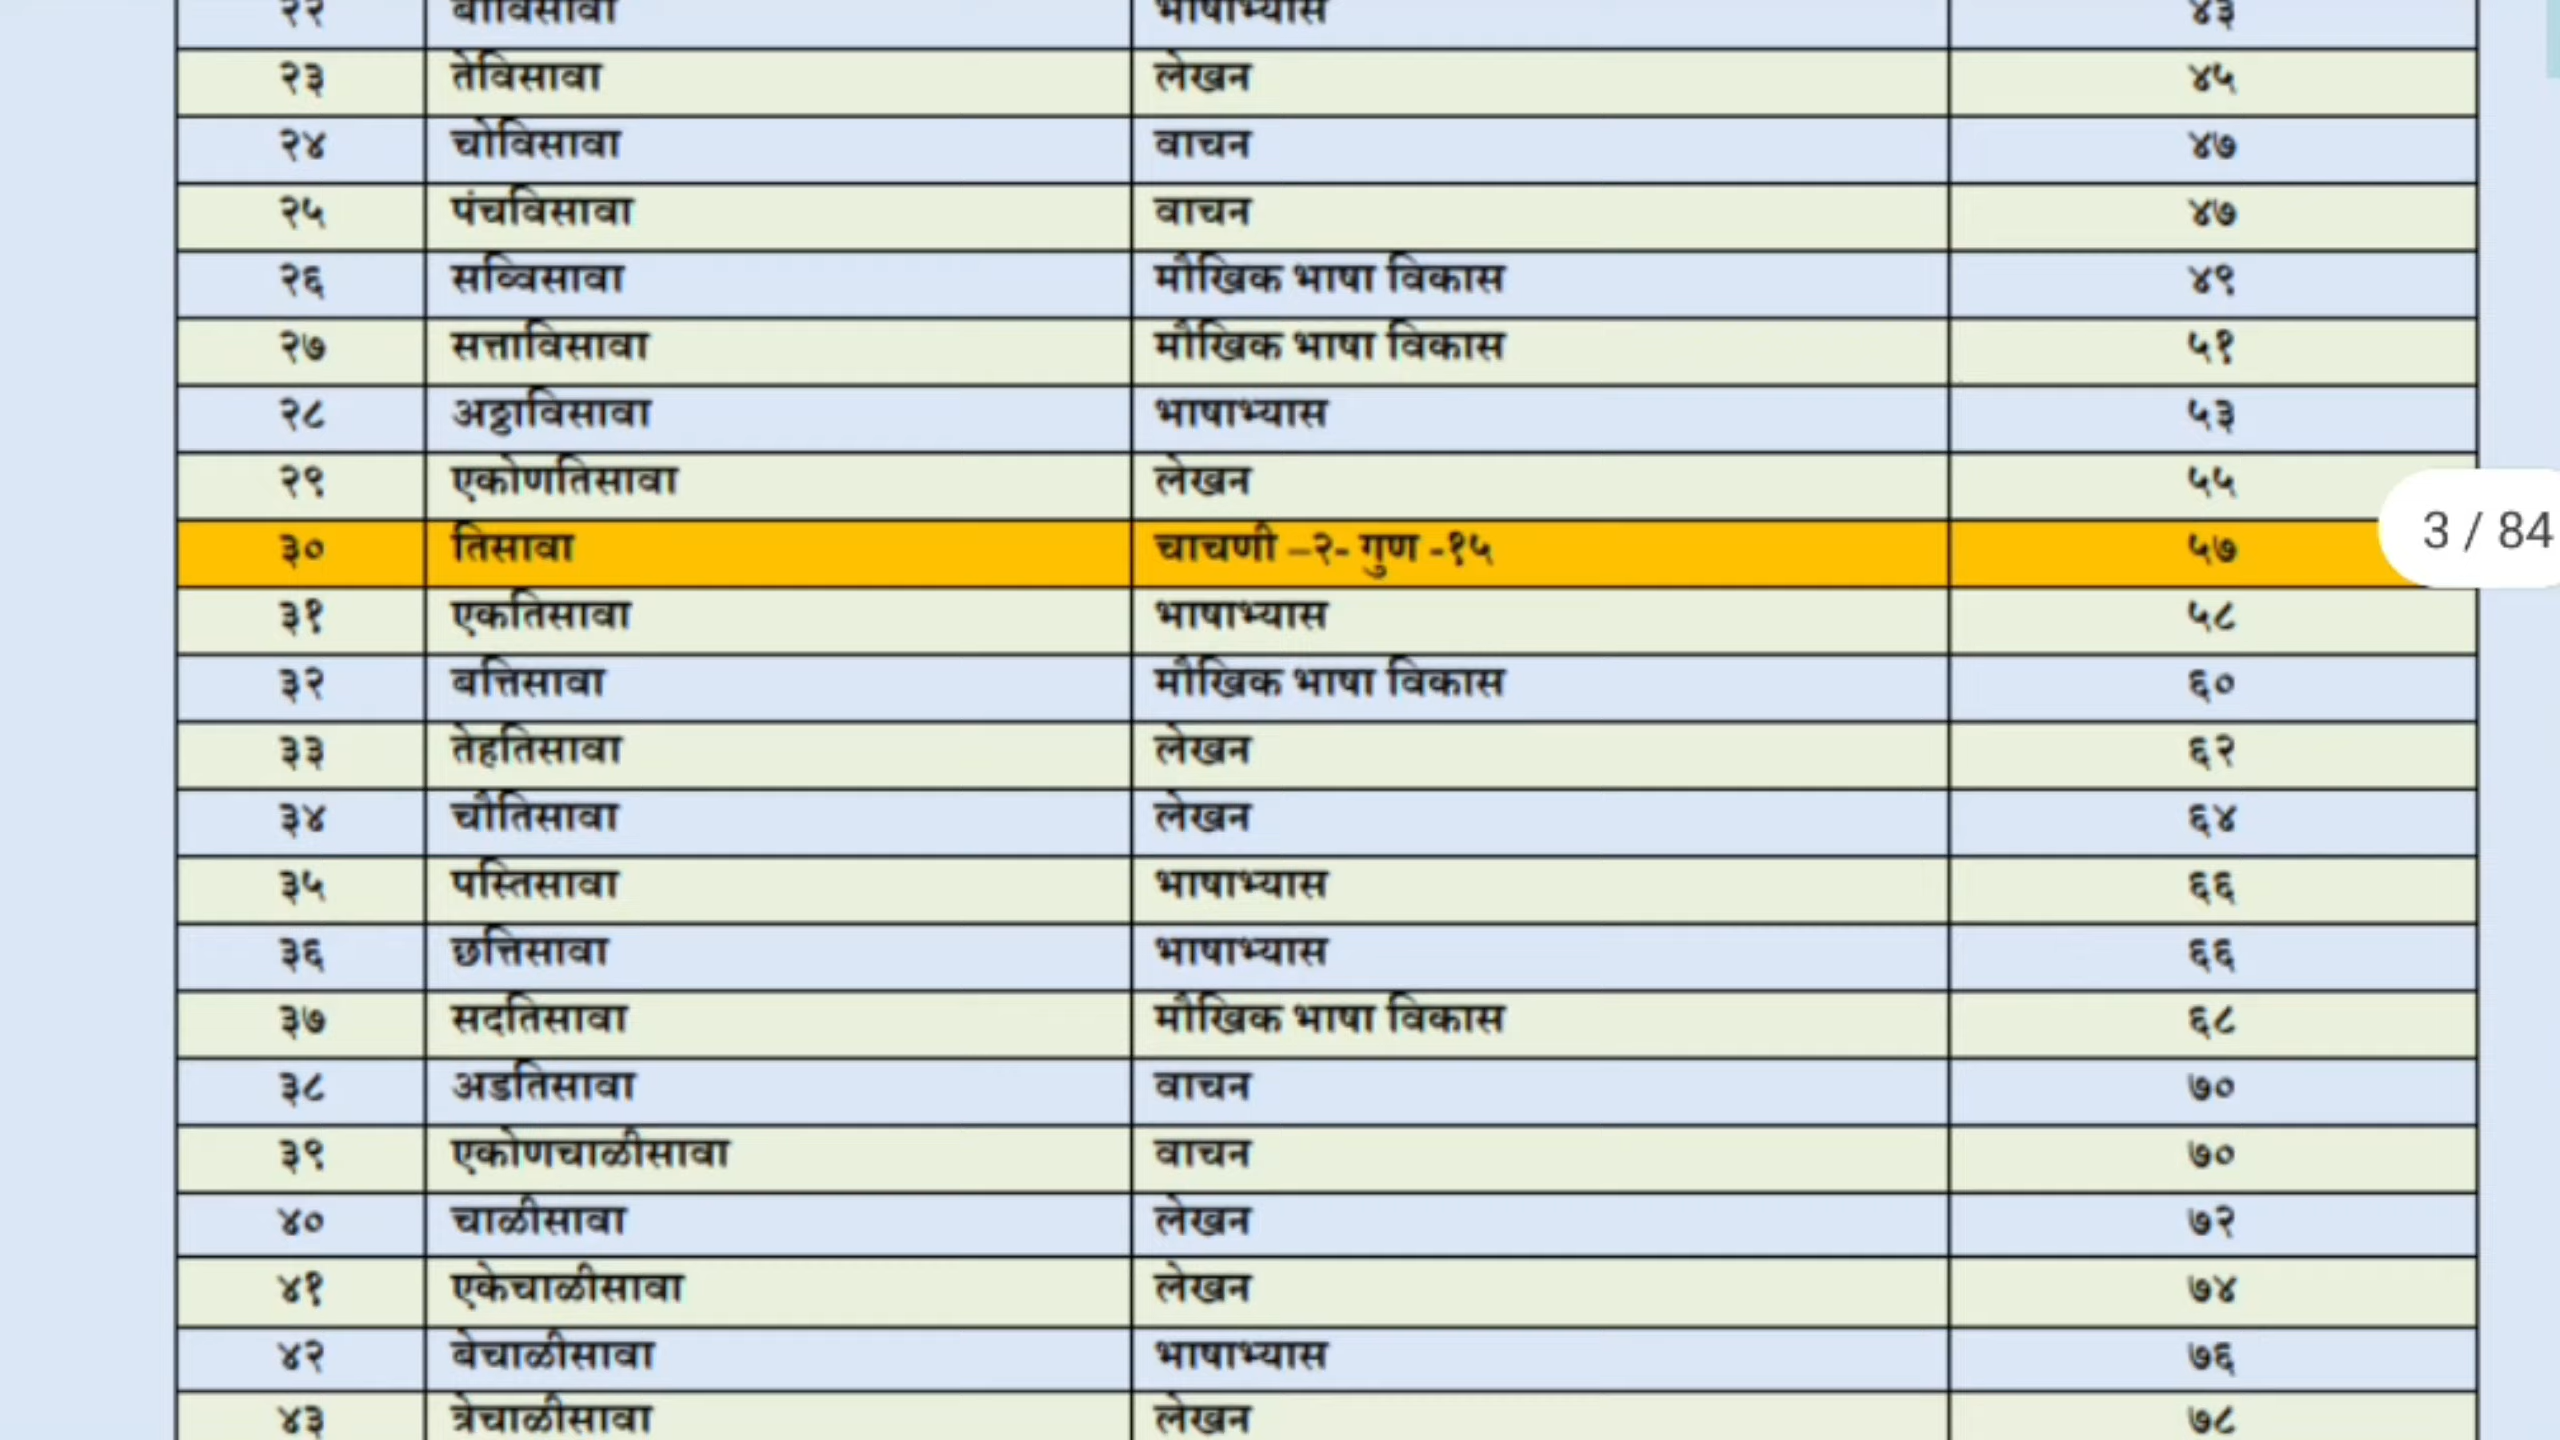 २२ बाविसावा भाषाभ्यास ४३
२३ तेविसावा लेखन ४५
२४ चोविसावा वाचन ४७
२५ पंचविसावा वाचन ४७
२६ सव्विसावा मौखिक भाषा विकास ४९
२७ सत्ताविसावा मौखिक भाषा विकास ५१
२८ अठ्ठाविसावा भाषाभ्यास ५३
२९ एकोणतिसावा लेखन ५५
३० तिसावा चाचणी –२- गुण -१५ ५७
3 / 84
३१ एकतिसावा भाषाभ्यास ५८
३२ बत्तिसावा मौखिक भाषा विकास ६०
३३ तेहतिसावा लेखन ६२
३४ चौतिसावा लेखन ६४
३५ पस्तिसावा भाषाभ्यास ६६
३६ छत्तिसावा भाषाभ्यास ६६
३७ सदतिसावा मौखिक भाषा विकास ६८
३८ अडतिसावा वाचन ७०
३९ एकोणचाळीसावा वाचन ७०
४० चाळीसावा लेखन ७२
४१ एकेचाळीसावा लेखन ७४
४२ बेचाळीसावा भाषाभ्यास ७६
४३ त्रेचाळीसावा लेखन ७८